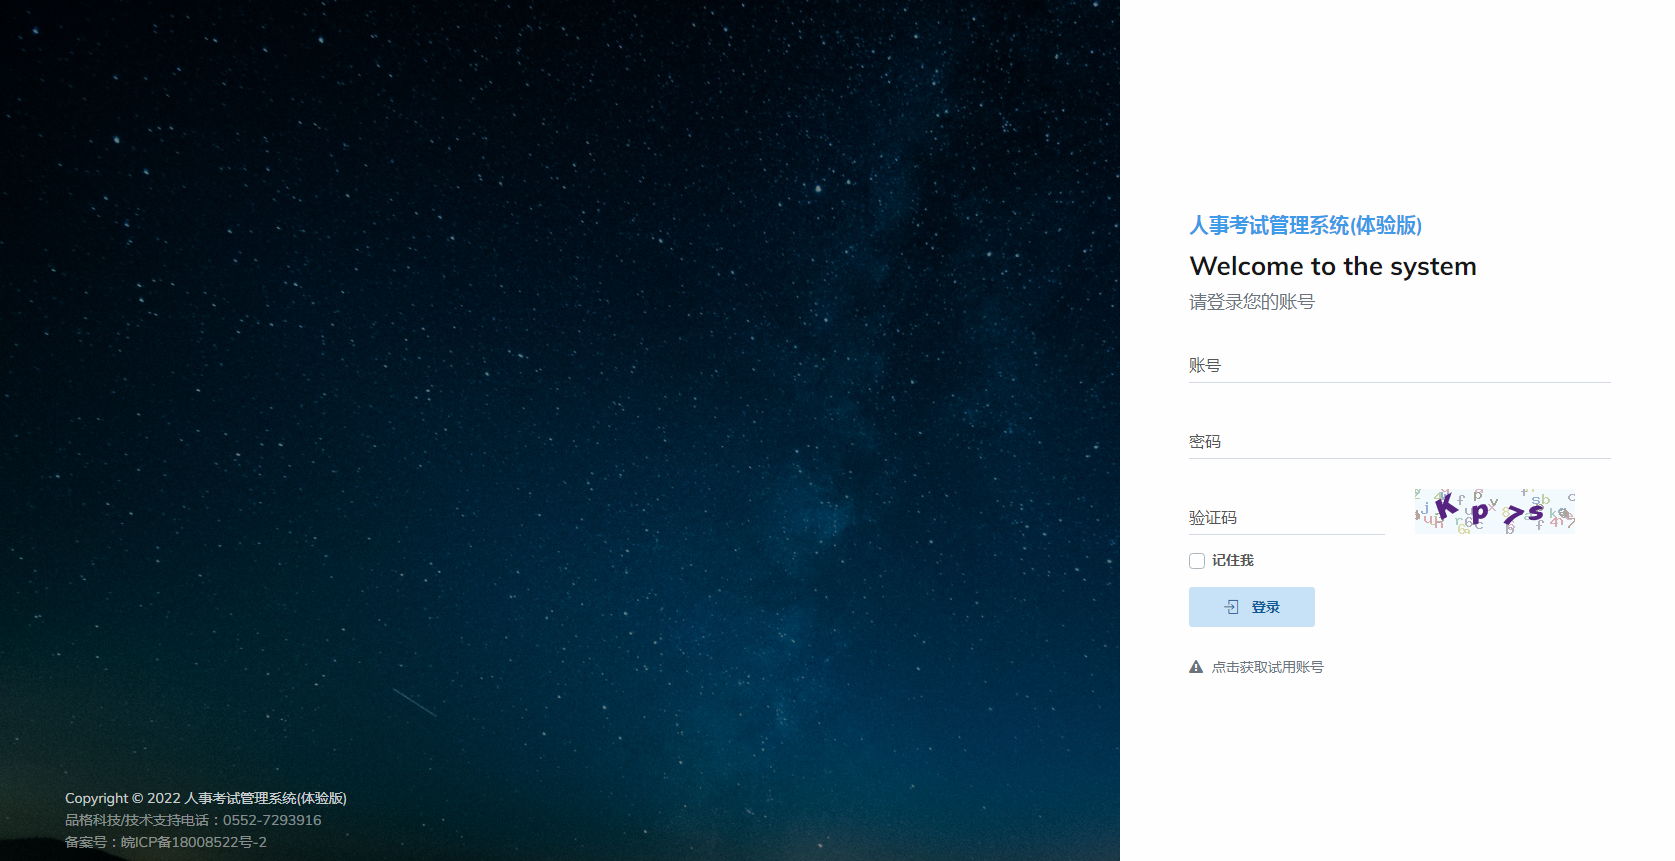 人事考试管理系统(体验版)
Welcome to the system
请登录您的账号
账号
密码
验证码
Kp7s
记住我
登录
点击获取试用账号
Copyright © 2022 人事考试管理系统(体验版)
品格科技/技术支持电话：0552-7293916
备案号：皖ICP备18008522号-2